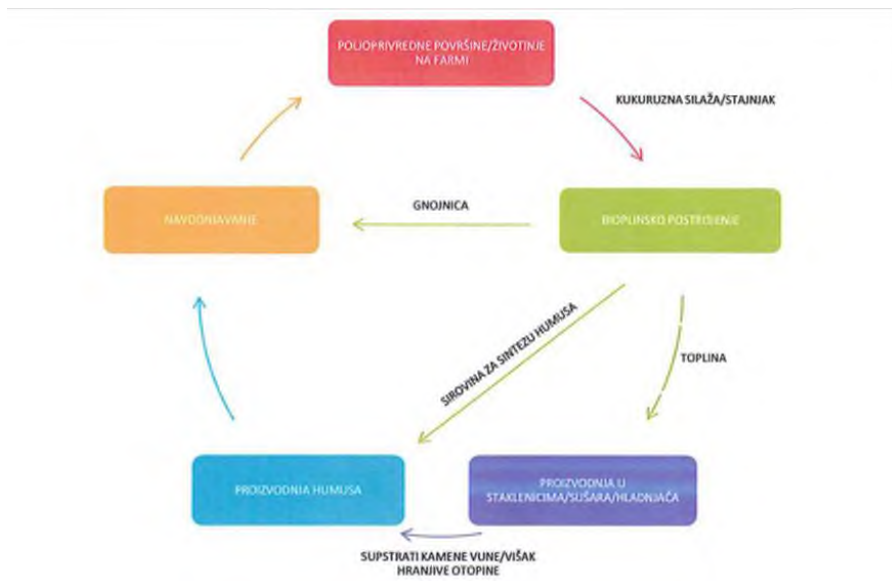 POLJOPRIVREDNE POVRŠINE/ŽIVOTINJE
NA FARMI
KUKURUZNA SILAŽA/STAJNJAK
NAVODNJAVANJE
GNOJNICA
BIOPLINSKO POSTROJENJE
SIROVINA ZA SINTEZU HUMUSA
TOPLINA
PROIZVODNJA HUMUSA
PROIZVODNJA U
STAKLENICIMA/SUŠARA/HLADNJAČA
SUPSTRATI KAMENE VUNE/VIŠAK
HRANJIVE OTOPINE